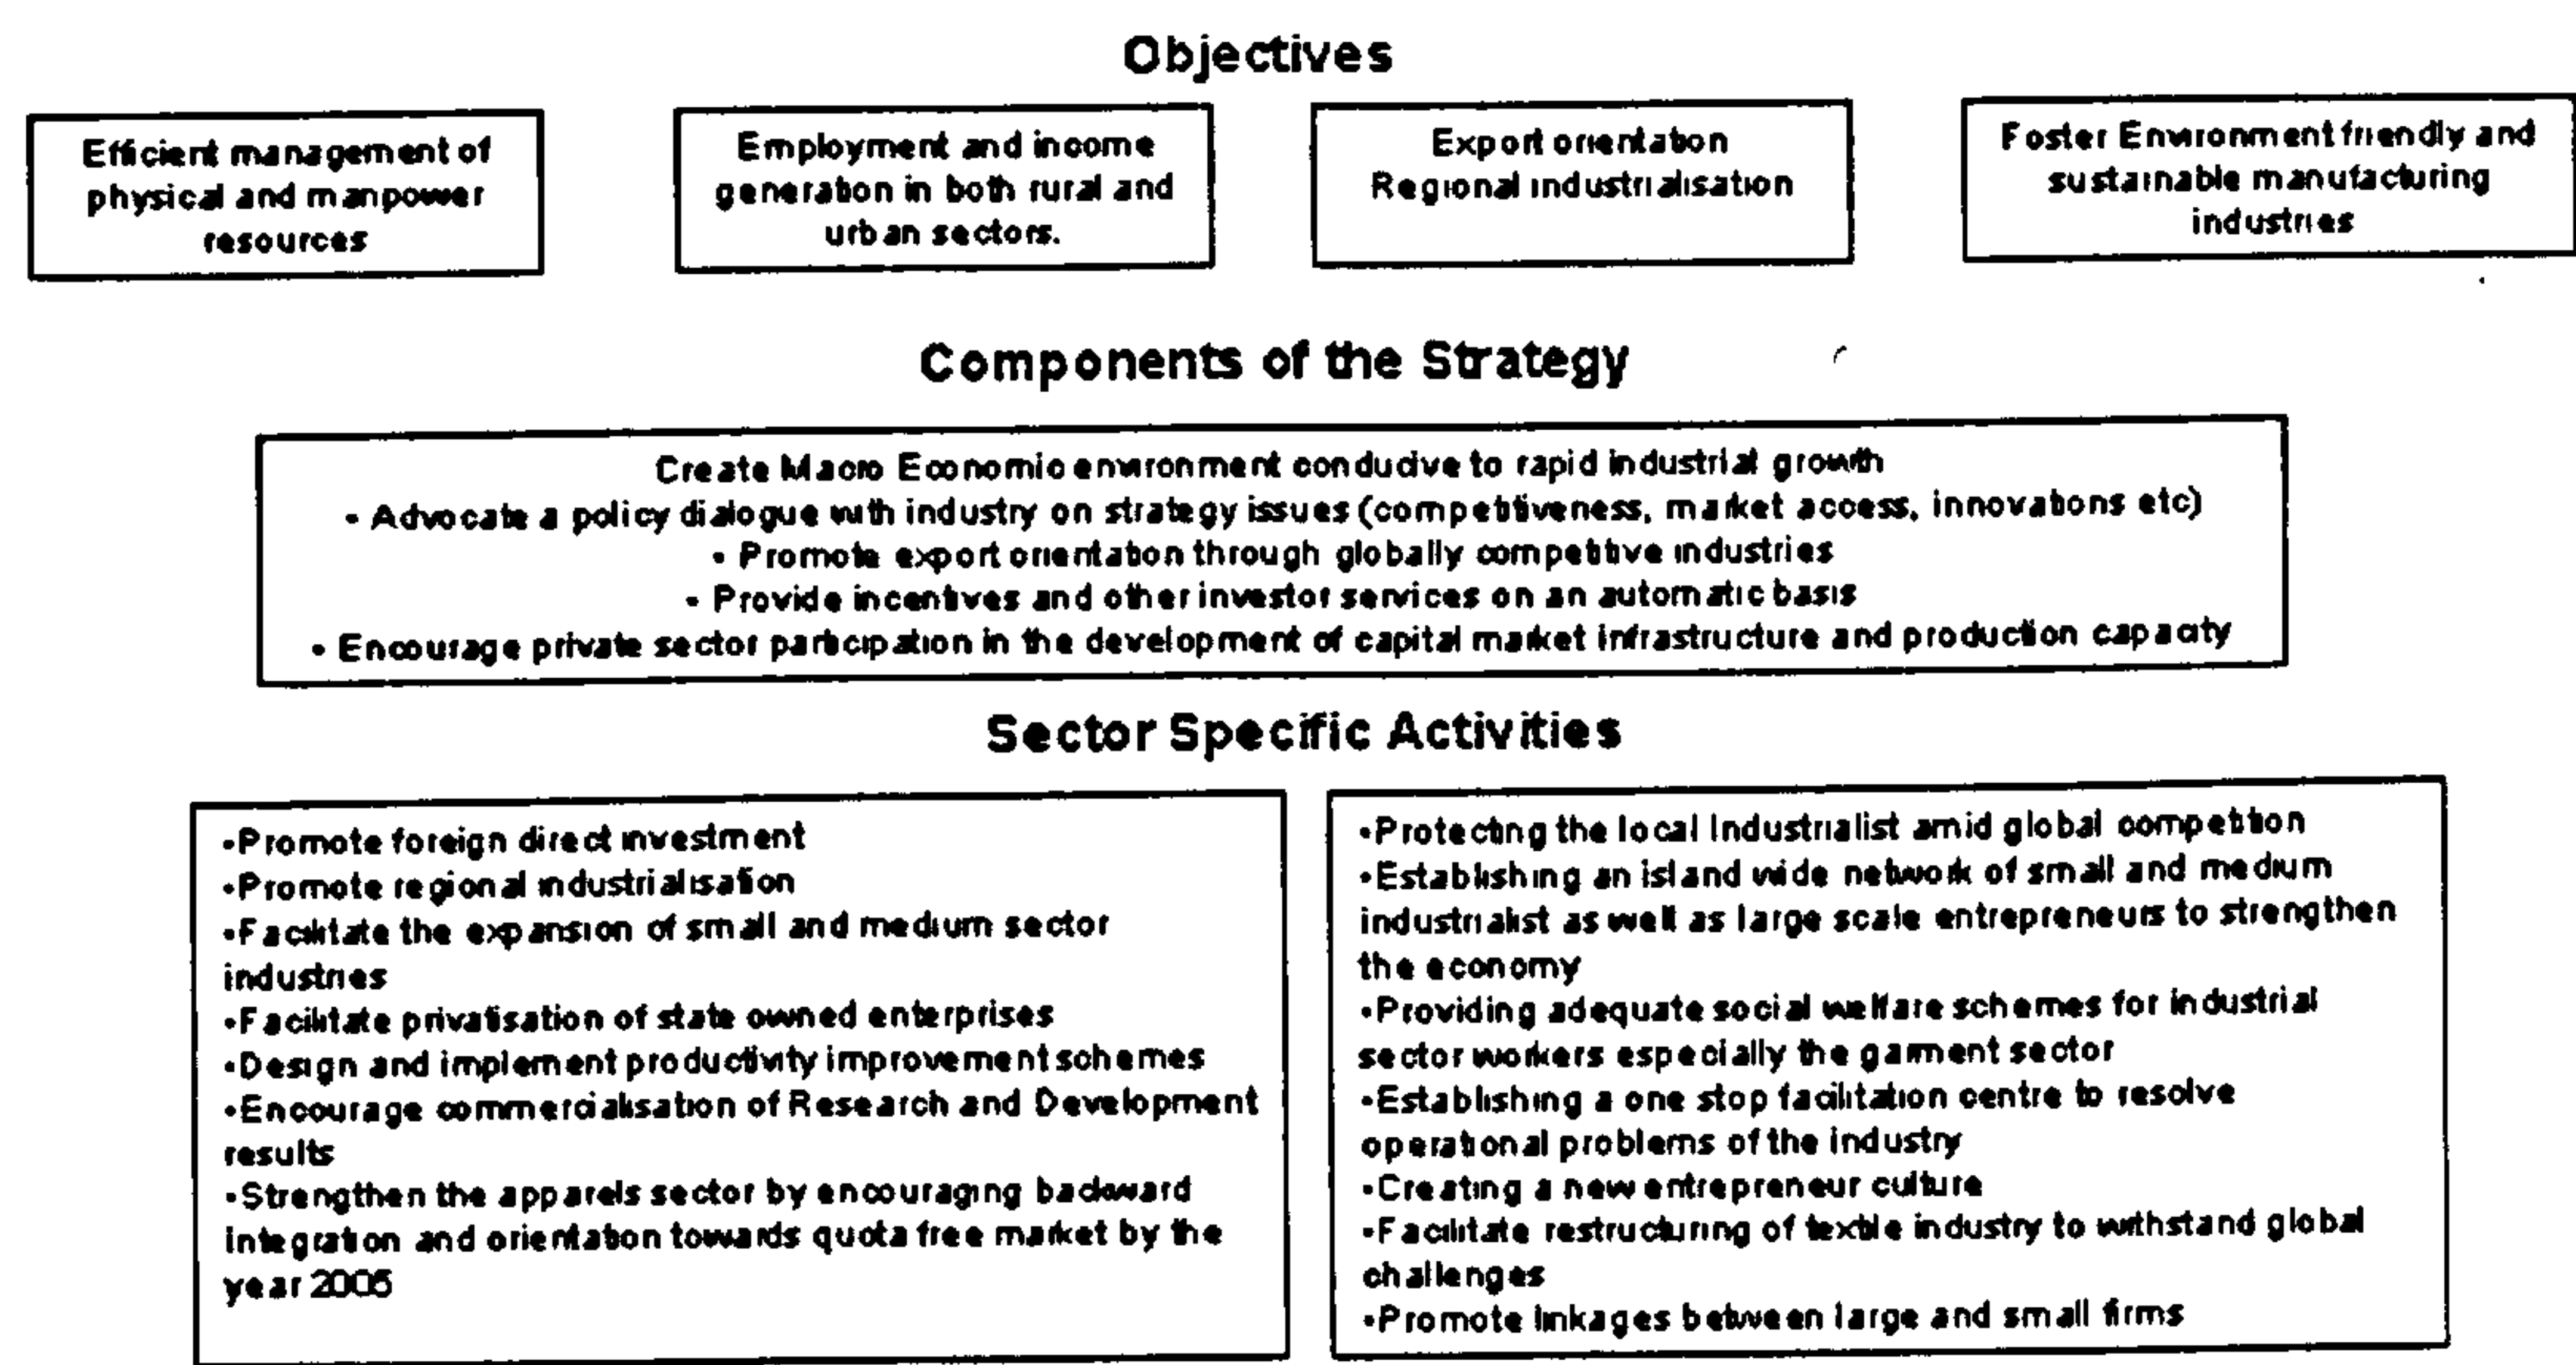 Objectives
Efficient management of
physical and manpower
resources
Employment and income
generation in both rural and
urban sectors.
Export orientation
Regional industrialisation
Foster Environment friendly and
sustainable manufacturing
industries
Components of the Strategy
Create Macro Economic environment conducive to rapid industrial growth
• Advocate a policy dialogue with industry on strategy issues (competitiveness, market access, innovations etc)
• Promote export orientation through globally competitive industries
• Provide incentives and other investor services on an automatic basis
• Encourage private sector participation in the development of capital market infrastructure and production capacity
Sector Specific Activities
•Promote foreign direct investment
•Promote regional industrialisation
•Facilitate the expansion of small and medium sector
industries
•Facilitate privatisation of state owned enterprises
•Design and implement productivity improvement schemes
•Encourage commercialisation of Research and Development
results
•Strengthen the apparels sector by encouraging backward
integration and orientation towards quota free market by the
year 2005
•Protecting the local Industrialist amid global competition
•Establishing an island wide network of small and medium
industrialist as well as large scale entrepreneurs to strengthen
the economy
•Providing adequate social welfare schemes for industrial
sector workers especially the garment sector
•Establishing a one stop facilitation centre to resolve
operational problems of the industry
•Creating a new entrepreneur culture
•Facilitate restructuring of textile industry to withstand global
challenges
•Promote linkages between large and small firms